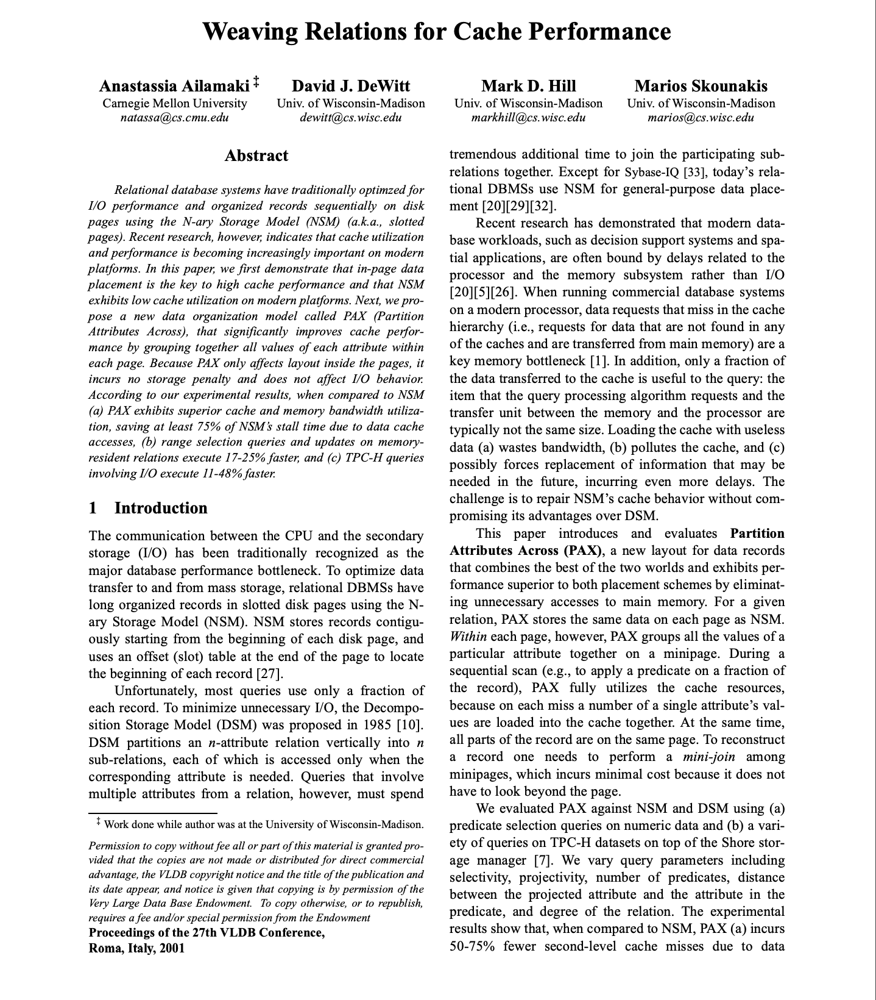 Weaving Relations for Cache Performance
Anastassia Ailamaki ‡ David J. DeWitt Mark D. Hill Marios Skounakis
Carnegie Mellon University Univ. of Wisconsin-Madison Univ. of Wisconsin-Madison Univ. of Wisconsin-Madison
natassa@cs.cmu.edu dewitt@cs.wisc.edu markhill@cs.wisc.edu marios@cs.wisc.edu
Abstract
Relational database systems have traditionally optimzed for
I/O performance and organized records sequentially on disk
pages using the N-ary Storage Model (NSM) (a.k.a., slotted
pages). Recent research, however, indicates that cache utilization
and performance is becoming increasingly important on modern
platforms. In this paper, we first demonstrate that in-page data
placement is the key to high cache performance and that NSM
exhibits low cache utilization on modern platforms. Next, we pro-
pose a new data organization model called PAX (Partition
Attributes Across), that significantly improves cache perfor-
mance by grouping together all values of each attribute within
each page. Because PAX only affects layout inside the pages, it
incurs no storage penalty and does not affect I/O behavior.
According to our experimental results, when compared to NSM
(a) PAX exhibits superior cache and memory bandwidth utiliza-
tion, saving at least 75% of NSM's stall time due to data cache
accesses, (b) range selection queries and updates on memory-
resident relations execute 17-25% faster, and (c) TPC-H queries
involving I/O execute 11-48% faster.
1 Introduction
The communication between the CPU and the secondary
storage (I/O) has been traditionally recognized as the
major database performance bottleneck. To optimize data
transfer to and from mass storage, relational DBMSs have
long organized records in slotted disk pages using the N-
ary Storage Model (NSM). NSM stores records contigu-
ously starting from the beginning of each disk page, and
uses an offset (slot) table at the end of the page to locate
the beginning of each record [27].
Unfortunately, most queries use only a fraction of
each record. To minimize unnecessary I/O, the Decompo-
sition Storage Model (DSM) was proposed in 1985 [10].
DSM partitions an n-attribute relation vertically into n
sub-relations, each of which is accessed only when the
corresponding attribute is needed. Queries that involve
multiple attributes from a relation, however, must spend
‡ Work done while author was at the University of Wisconsin-Madison.
Permission to copy without fee all or part of this material is granted pro-
vided that the copies are not made or distributed for direct commercial
advantage, the VLDB copyright notice and the title of the publication and
its date appear, and notice is given that copying is by permission of the
Very Large Data Base Endowment. To copy otherwise, or to republish,
requires a fee and/or special permission from the Endowment
Proceedings of the 27th VLDB Conference,
Roma, Italy, 2001
tremendous additional time to join the participating sub-
relations together. Except for Sybase-IQ [33], today's rela-
tional DBMSs use NSM for general-purpose data place-
ment [20][29][32].
Recent research has demonstrated that modern data-
base workloads, such as decision support systems and spa-
tial applications, are often bound by delays related to the
processor and the memory subsystem rather than I/O
[20][5][26]. When running commercial database systems
on a modern processor, data requests that miss in the cache
hierarchy (i.e., requests for data that are not found in any
of the caches and are transferred from main memory) are a
key memory bottleneck [1]. In addition, only a fraction of
the data transferred to the cache is useful to the query: the
item that the query processing algorithm requests and the
transfer unit between the memory and the processor are
typically not the same size. Loading the cache with useless
data (a) wastes bandwidth, (b) pollutes the cache, and (c)
possibly forces replacement of information that may be
needed in the future, incurring even more delays. The
challenge is to repair NSM's cache behavior without com-
promising its advantages over DSM.
This paper introduces and evaluates Partition
Attributes Across (PAX), a new layout for data records
that combines the best of the two worlds and exhibits per-
formance superior to both placement schemes by eliminat-
ing unnecessary accesses to main memory. For a given
relation, PAX stores the same data on each page as NSM.
Within each page, however, PAX groups all the values of a
particular attribute together on a minipage. During a
sequential scan (e.g., to apply a predicate on a fraction of
the record), PAX fully utilizes the cache resources,
because on each miss a number of a single attribute's val-
ues are loaded into the cache together. At the same time,
all parts of the record are on the same page. To reconstruct
a record one needs to perform a mini-join among
minipages, which incurs minimal cost because it does not
have to look beyond the page.
We evaluated PAX against NSM and DSM using (a)
predicate selection queries on numeric data and (b) a vari-
ety of queries on TPC-H datasets on top of the Shore stor-
age manager [7]. We vary query parameters including
selectivity, projectivity, number of predicates, distance
between the projected attribute and the attribute in the
predicate, and degree of the relation. The experimental
results show that, when compared to NSM, PAX (a) incurs
50-75% fewer second-level cache misses due to data